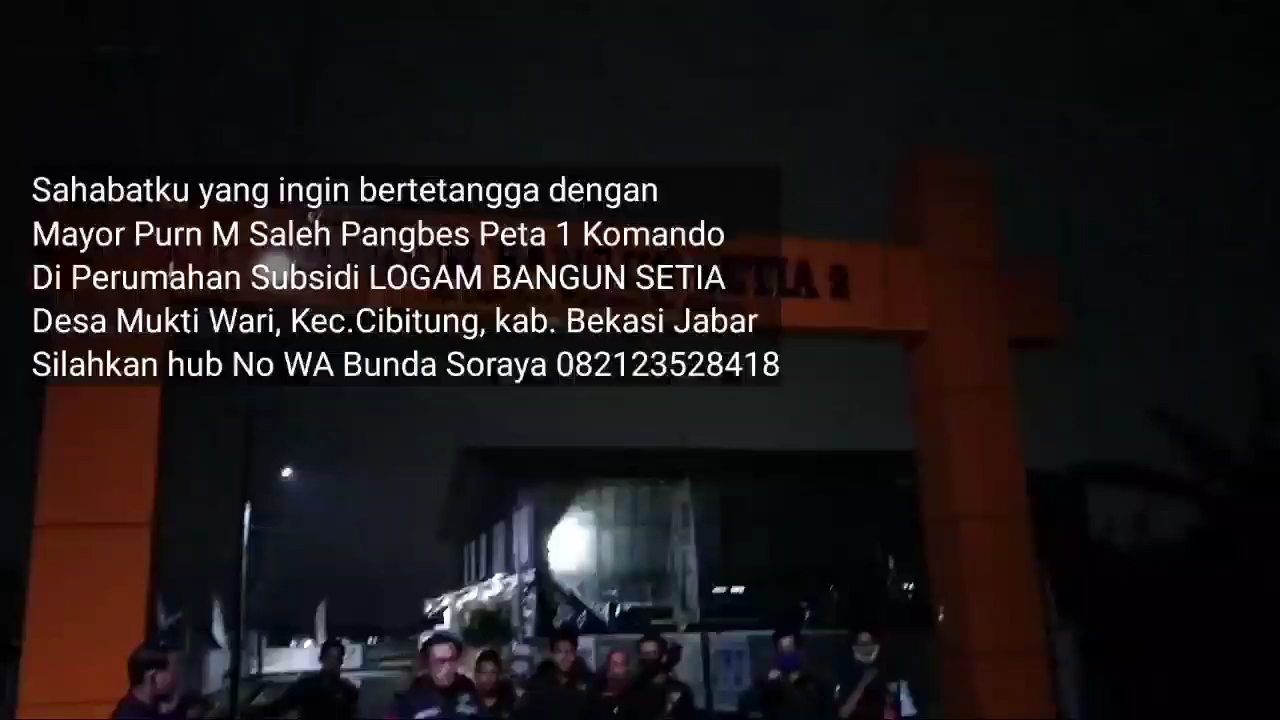 Sahabatku yang ingin bertetangga dengan
Mayor Purn M Saleh Pangbes Peta 1 Komando
Di Perumahan Subsidi LOGAM BANGUN SETIA
Desa Mukti Wari, Kec.Cibitung, kab. Bekasi Jabar
Silahkan hub No WA Bunda Soraya 082123528418